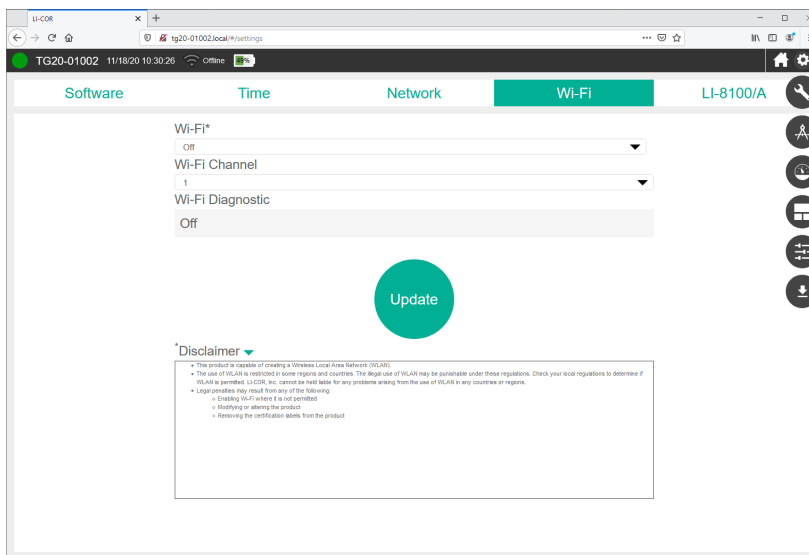 LI-COR
tg20-01002.local/#/settings
TG20-01002 11/18/20 10:30:26 Offline 49%
Software Time Network Wi-Fi LI-8100/A
Wi-Fi*
Off
Wi-Fi Channel
1
Wi-Fi Diagnostic
Off
Update
*Disclaimer
This product is capable of creating a Wireless Local Area Network (WLAN).
The use of WLAN is restricted in some regions and countries. The illegal use of WLAN may be punishable under these regulations. Check your local regulations to determine if
WLAN is permitted. LI-COR, Inc. cannot be held liable for any problems arising from the use of WLAN in any countries or regions.
Legal penalties may result from any of the following:
Enabling Wi-Fi where it is not permitted
Modifying or altering the product
Removing the certification labels from the product